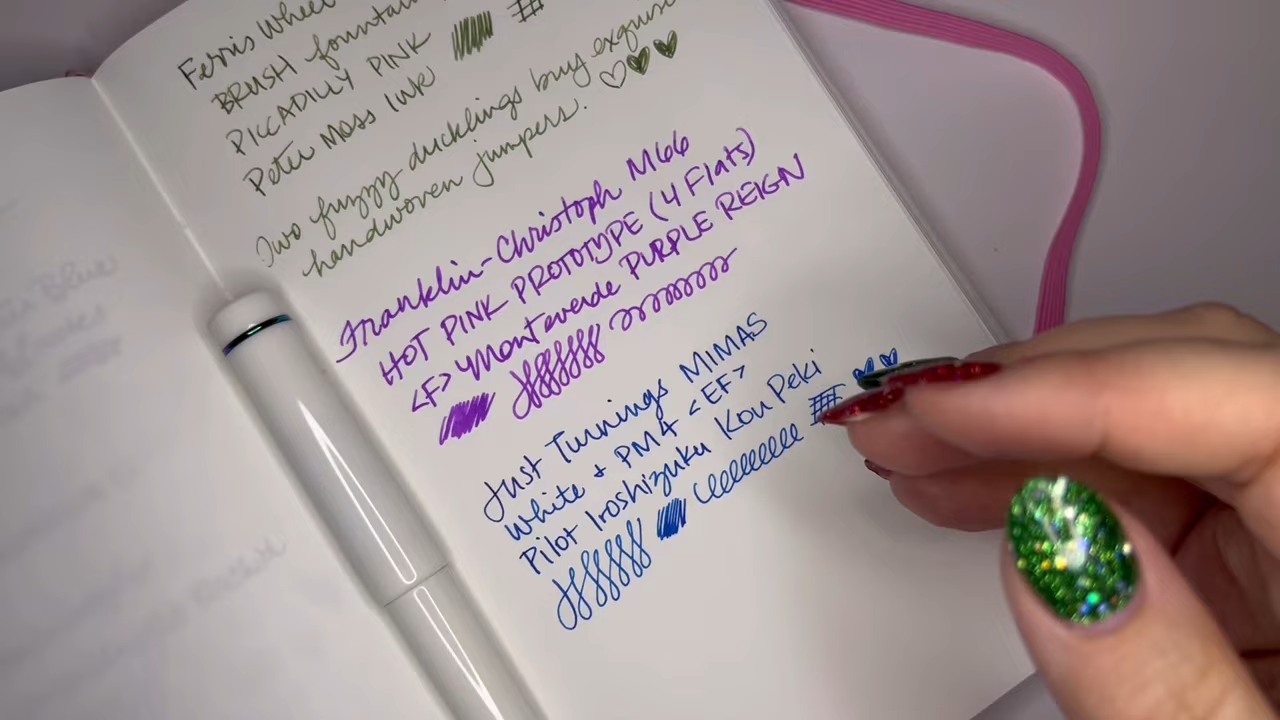 Ferris Wheel
BRUSH fountain
PICCADILLY PINK
Peter Moss Ink
Two fuzzy ducklings buy exquisi
handwoven jumpers.
Franklin-Christoph M66
HOT PINK PROTOTYPE (4 Flats)
<F> Monteverde PURPLE REIGN
Just Turnings MIMAS
White + PM4 <EF>
Pilot Iroshizuku Kon Peki